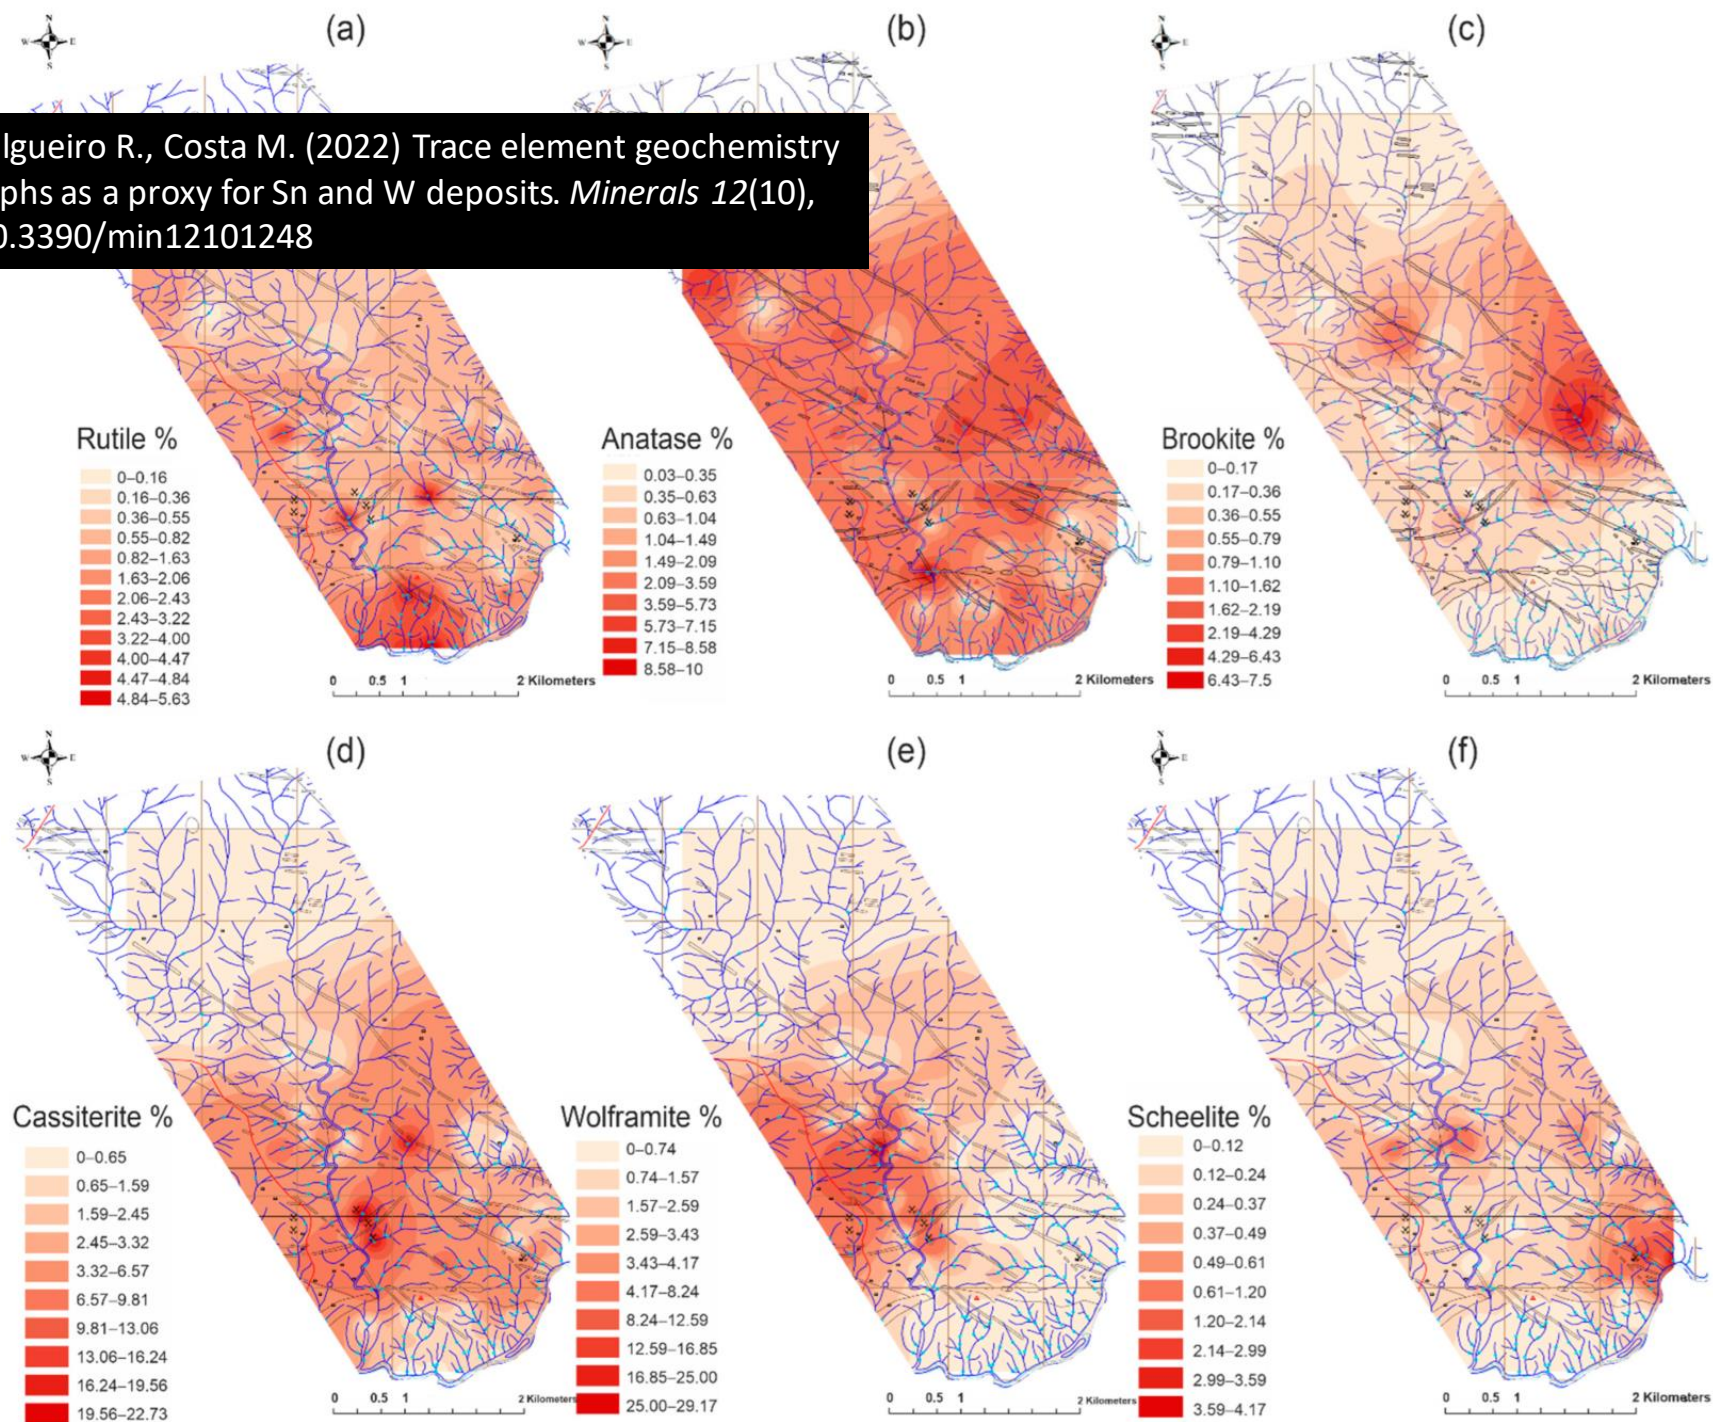 (a)
(b)
(c)
N
W E
S
N
W E
S
N
E
S
lgueiro R., Costa M. (2022) Trace element geochemistry
phs as a proxy for Sn and W deposits. Minerals 12(10),
0.3390/min12101248
Rutile %
0–0.16
0.16–0.36
0.36–0.55
0.55–0.82
0.82–1.63
1.63–2.06
2.06–2.43
2.43–3.22
3.22–4.00
4.00–4.47
4.47–4.84
4.84–5.63
0 0.5 1 2 Kilometers
Anatase %
0.03–0.35
0.35–0.63
0.63–1.04
1.04–1.49
1.49–2.09
2.09–3.59
3.59–5.73
5.73–7.15
7.15–8.58
8.58–10
0 0.5 1 2 Kilometers
Brookite %
0–0.17
0.17–0.36
0.36–0.55
0.55–0.79
0.79–1.10
1.10–1.62
1.62–2.19
2.19–4.29
4.29–6.43
6.43–7.5
0 0.5 1 2 Kilometers
(d)
(e)
(f)
N
W E
S
N
E
S
Cassiterite %
0–0.65
0.65–1.59
1.59–2.45
2.45–3.32
3.32–6.57
6.57–9.81
9.81–13.06
13.06–16.24
16.24–19.56
19.56–22.73
0 0.5 1 2 Kilometers
Wolframite %
0–0.74
0.74–1.57
1.57–2.59
2.59–3.43
3.43–4.17
4.17–8.24
8.24–12.59
12.59–16.85
16.85–25.00
25.00–29.17
0 0.5 1 2 Kilometers
Scheelite %
0–0.12
0.12–0.24
0.24–0.37
0.37–0.49
0.49–0.61
0.61–1.20
1.20–2.14
2.14–2.99
2.99–3.59
3.59–4.17
0 0.5 1 2 Kilometers